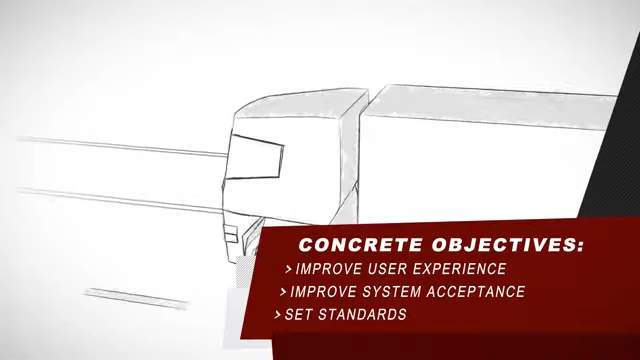 CONCRETE OBJECTIVES:
> IMPROVE USER EXPERIENCE
> IMPROVE SYSTEM ACCEPTANCE
> SET STANDARDS